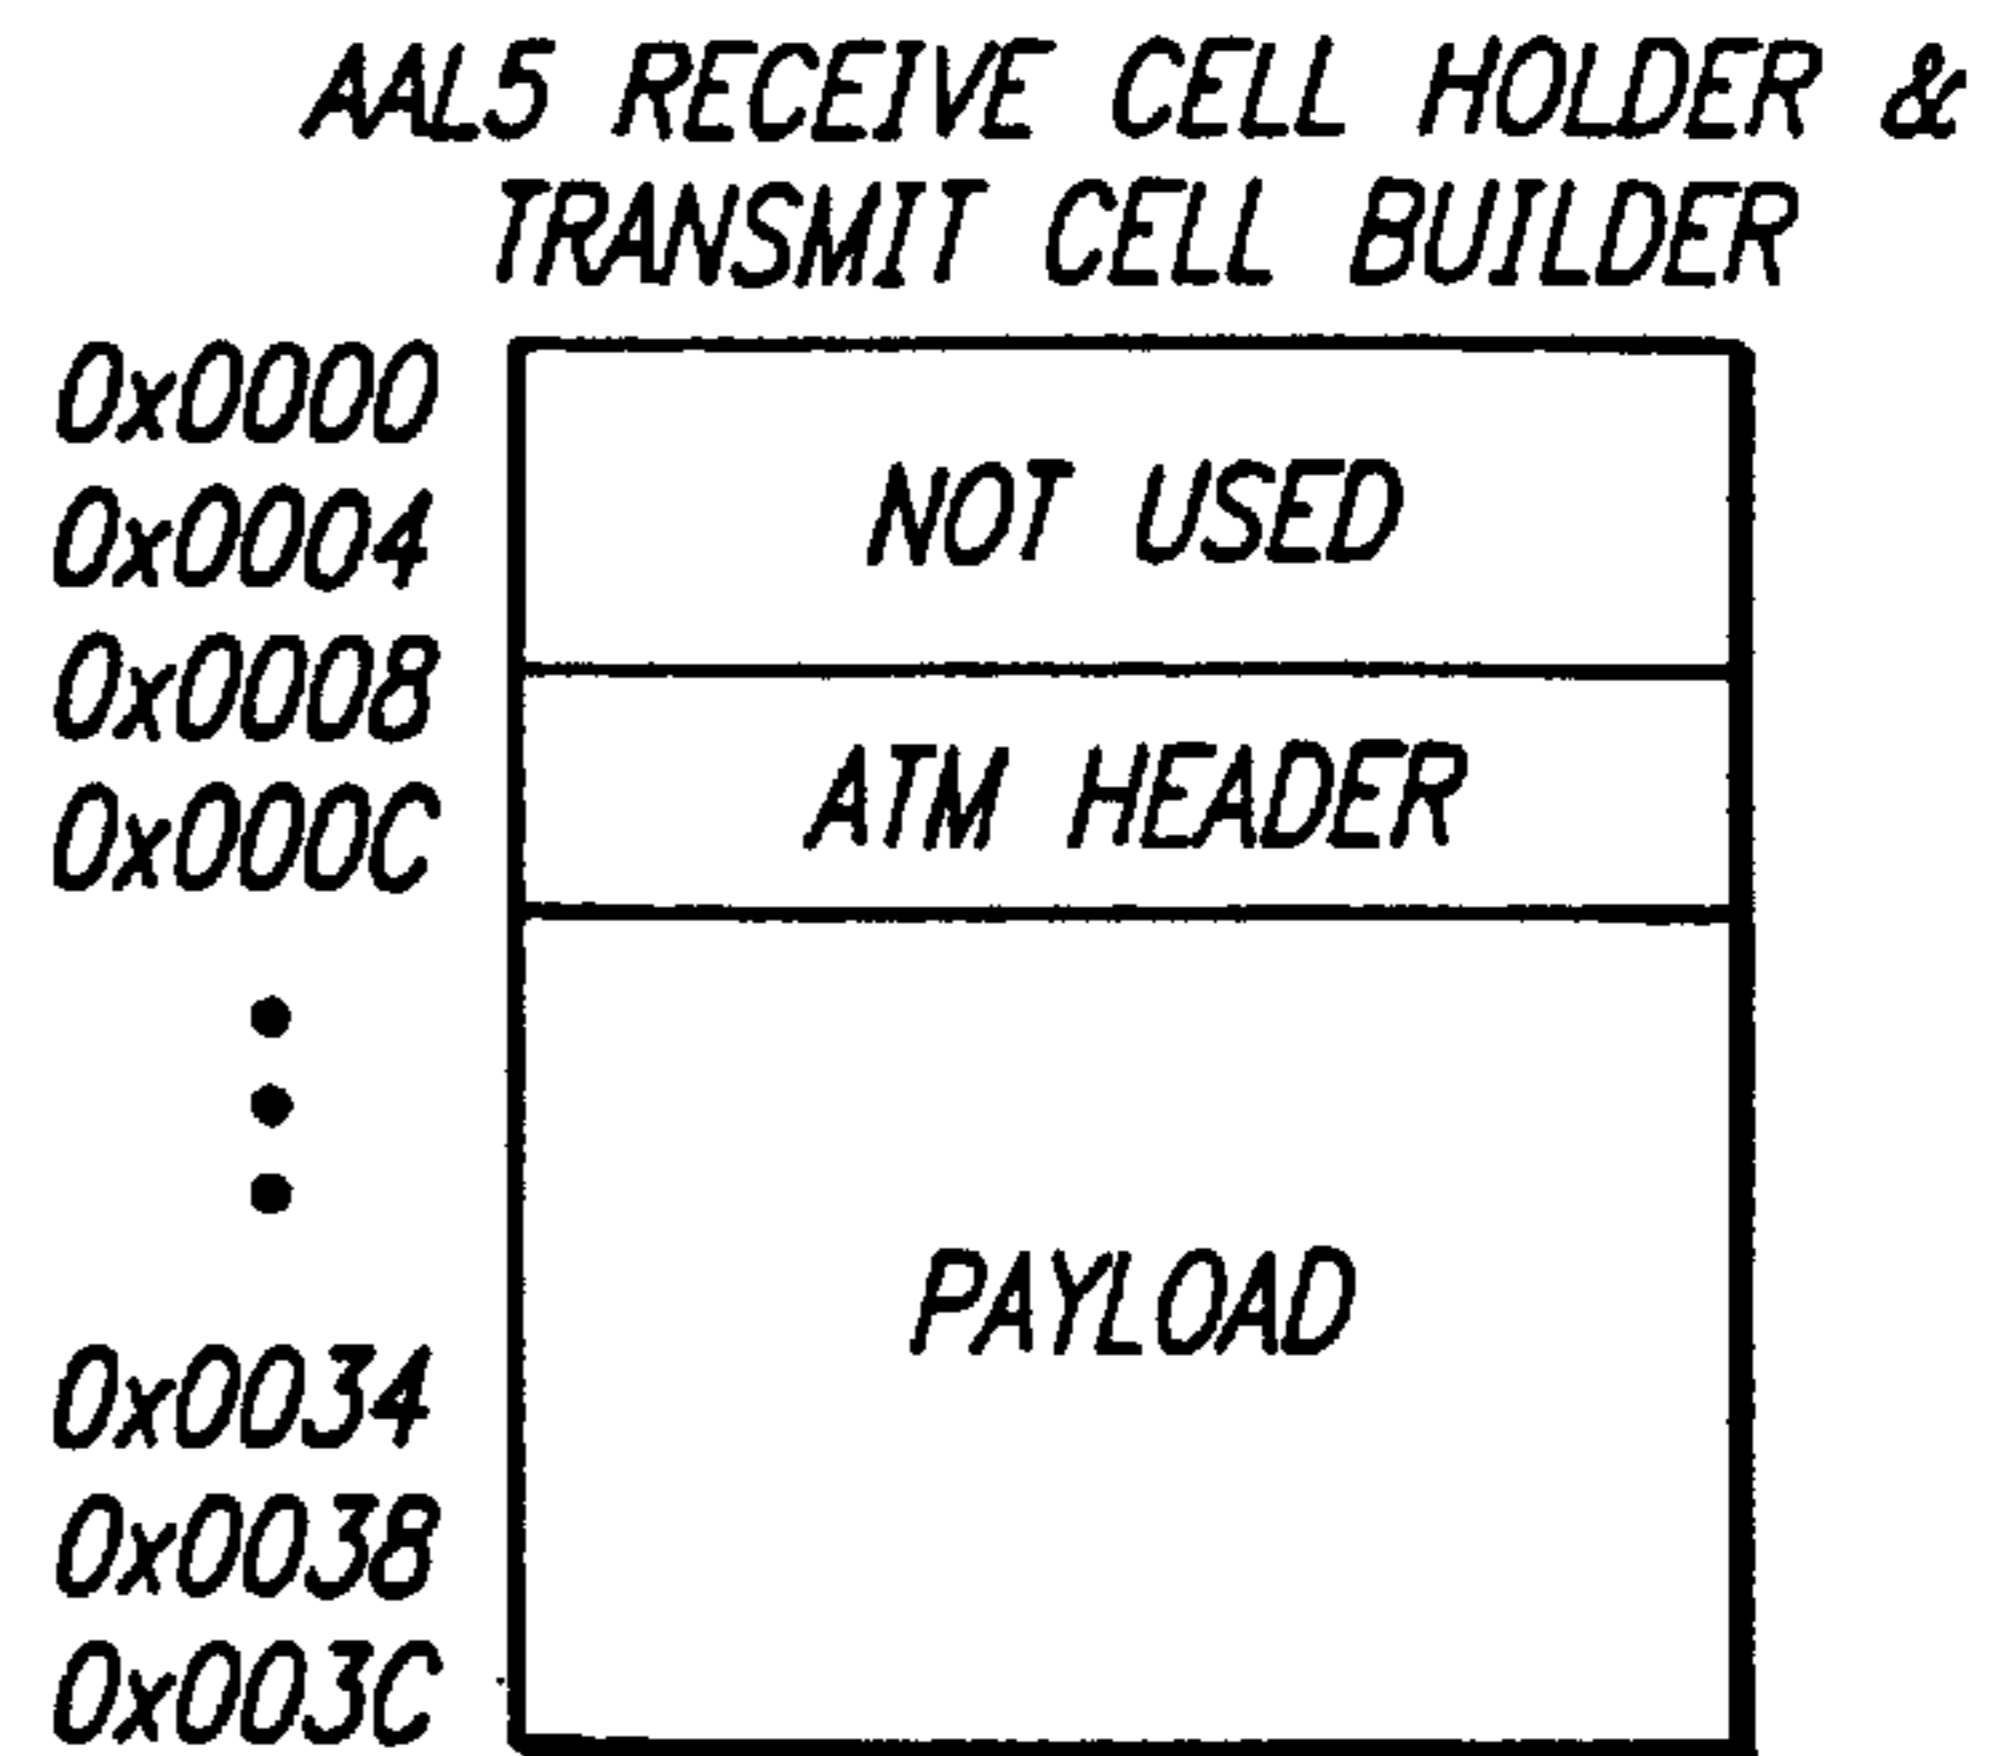 AAL5 RECEIVE CELL HOLDER &
TRANSMIT CELL BUILDER
0x0000
0x0004
NOT USED
0x0008
ATM HEADER
0x000C
PAYLOAD
0x0034
0x0038
0x003C